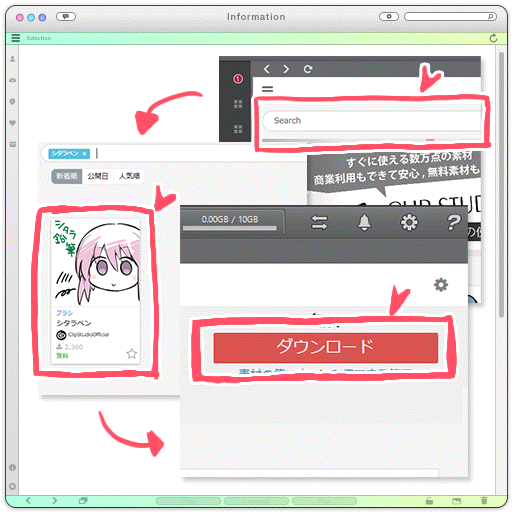 Information
Selection
1
Search
シタラペン ×
新着順 公開日 人気順
すぐに使える数万点の素材
商業利用もできて安心,無料素材も
シタラ
鉛筆
ブラシ
シタラペン
ClipStudioOfficial
2,360
無料
0.00GB / 10GB
ダウンロード